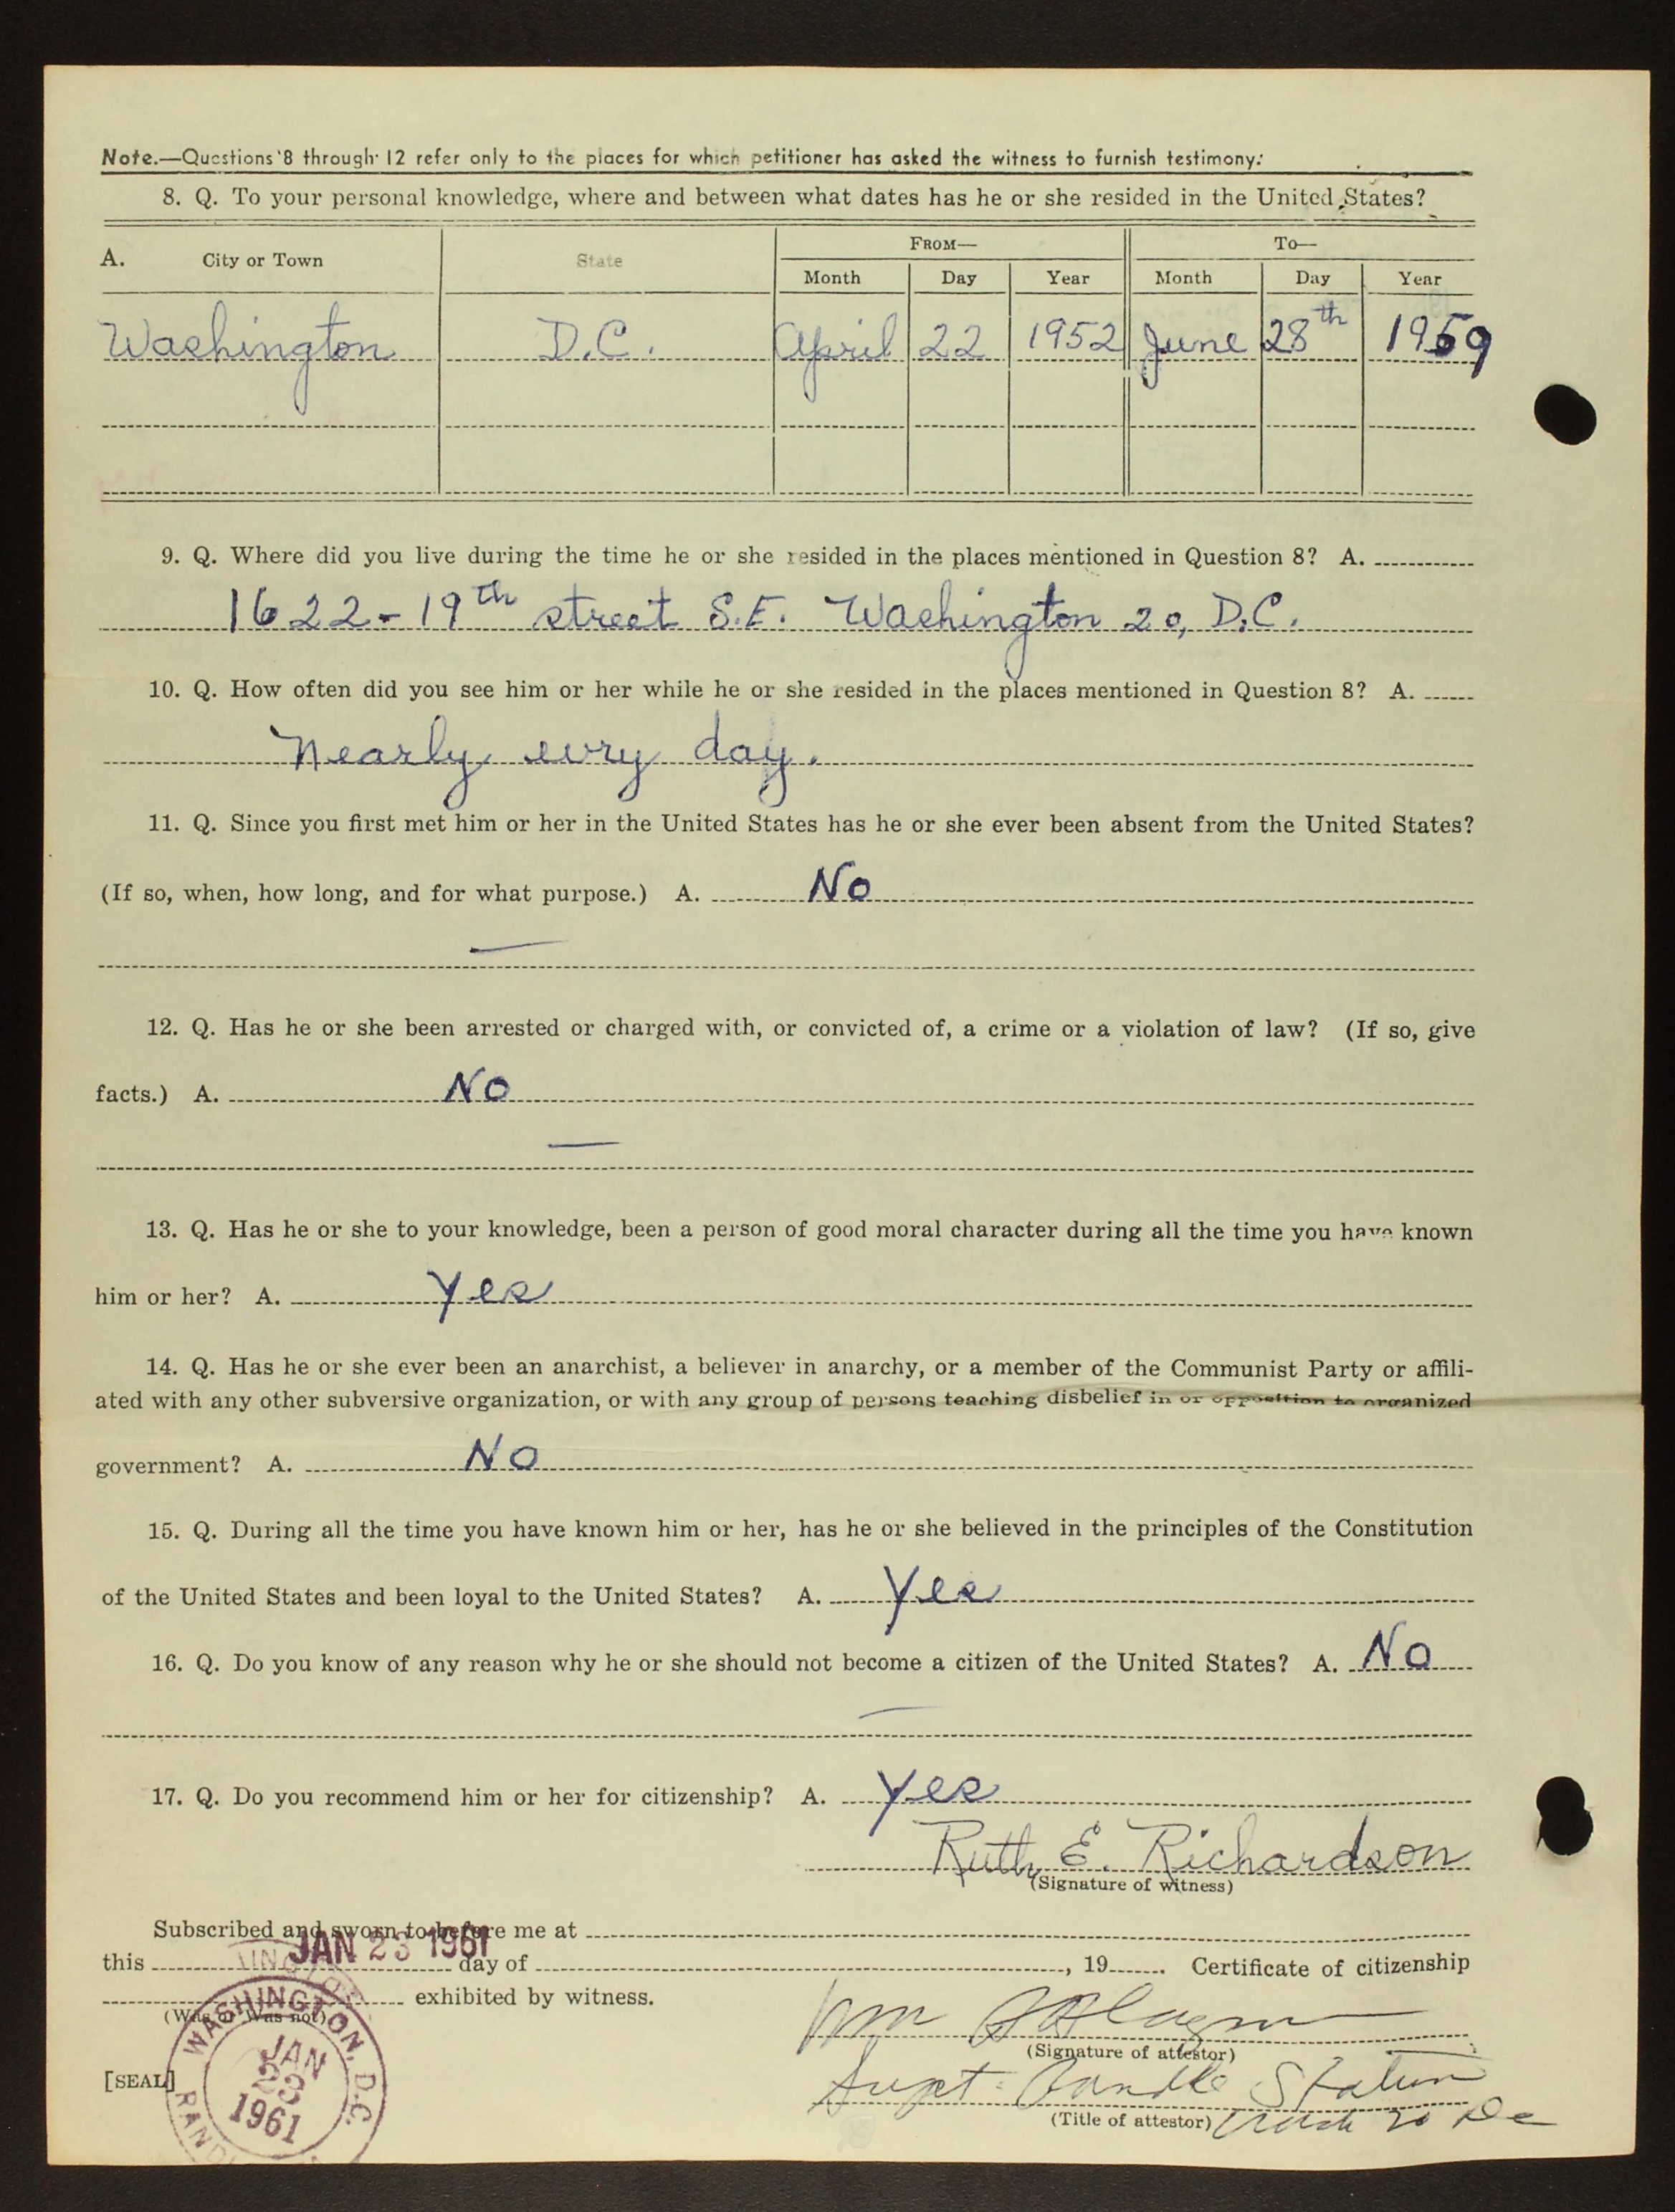 Note.—Questions 8 through 12 refer only to the places for which petitioner has asked the witness to furnish testimony:
8. Q. To your personal knowledge, where and between what dates has he or she resided in the United States?
FROM— To—
A. City or Town State Month Day Year Month Day Year
Washington D.C. April 22 1952 June 28th 1959
9. Q. Where did you live during the time he or she resided in the places mentioned in Question 8? A.
1622-19th street S.E. Washington 20, D.C.
10. Q. How often did you see him or her while he or she resided in the places mentioned in Question 8? A.
Nearly evry day.
11. Q. Since you first met him or her in the United States has he or she ever been absent from the United States?
(If so, when, how long, and for what purpose.) A. No
—
12. Q. Has he or she been arrested or charged with, or convicted of, a crime or a violation of law? (If so, give
facts.) A. No
—
13. Q. Has he or she to your knowledge, been a person of good moral character during all the time you have known
him or her? A. Yes
14. Q. Has he or she ever been an anarchist, a believer in anarchy, or a member of the Communist Party or affili-
ated with any other subversive organization, or with any group of persons teaching disbelief in or opposition to organized
government? A. No
15. Q. During all the time you have known him or her, has he or she believed in the principles of the Constitution
of the United States and been loyal to the United States? A. Yes
16. Q. Do you know of any reason why he or she should not become a citizen of the United States? A. No
—
17. Q. Do you recommend him or her for citizenship? A. Yes
Ruth E. Richardson
(Signature of witness)
Subscribed and sworn to before me at
JAN 23 1961
this day of , 19 . Certificate of citizenship
exhibited by witness.
(Was or Was not)
Wm
(Signature of attestor)
[SEAL]
WASHINGTON, D.C.
JAN
23
1961
RAND
Supt. Randle Station
(Title of attestor) Wash 20 DC